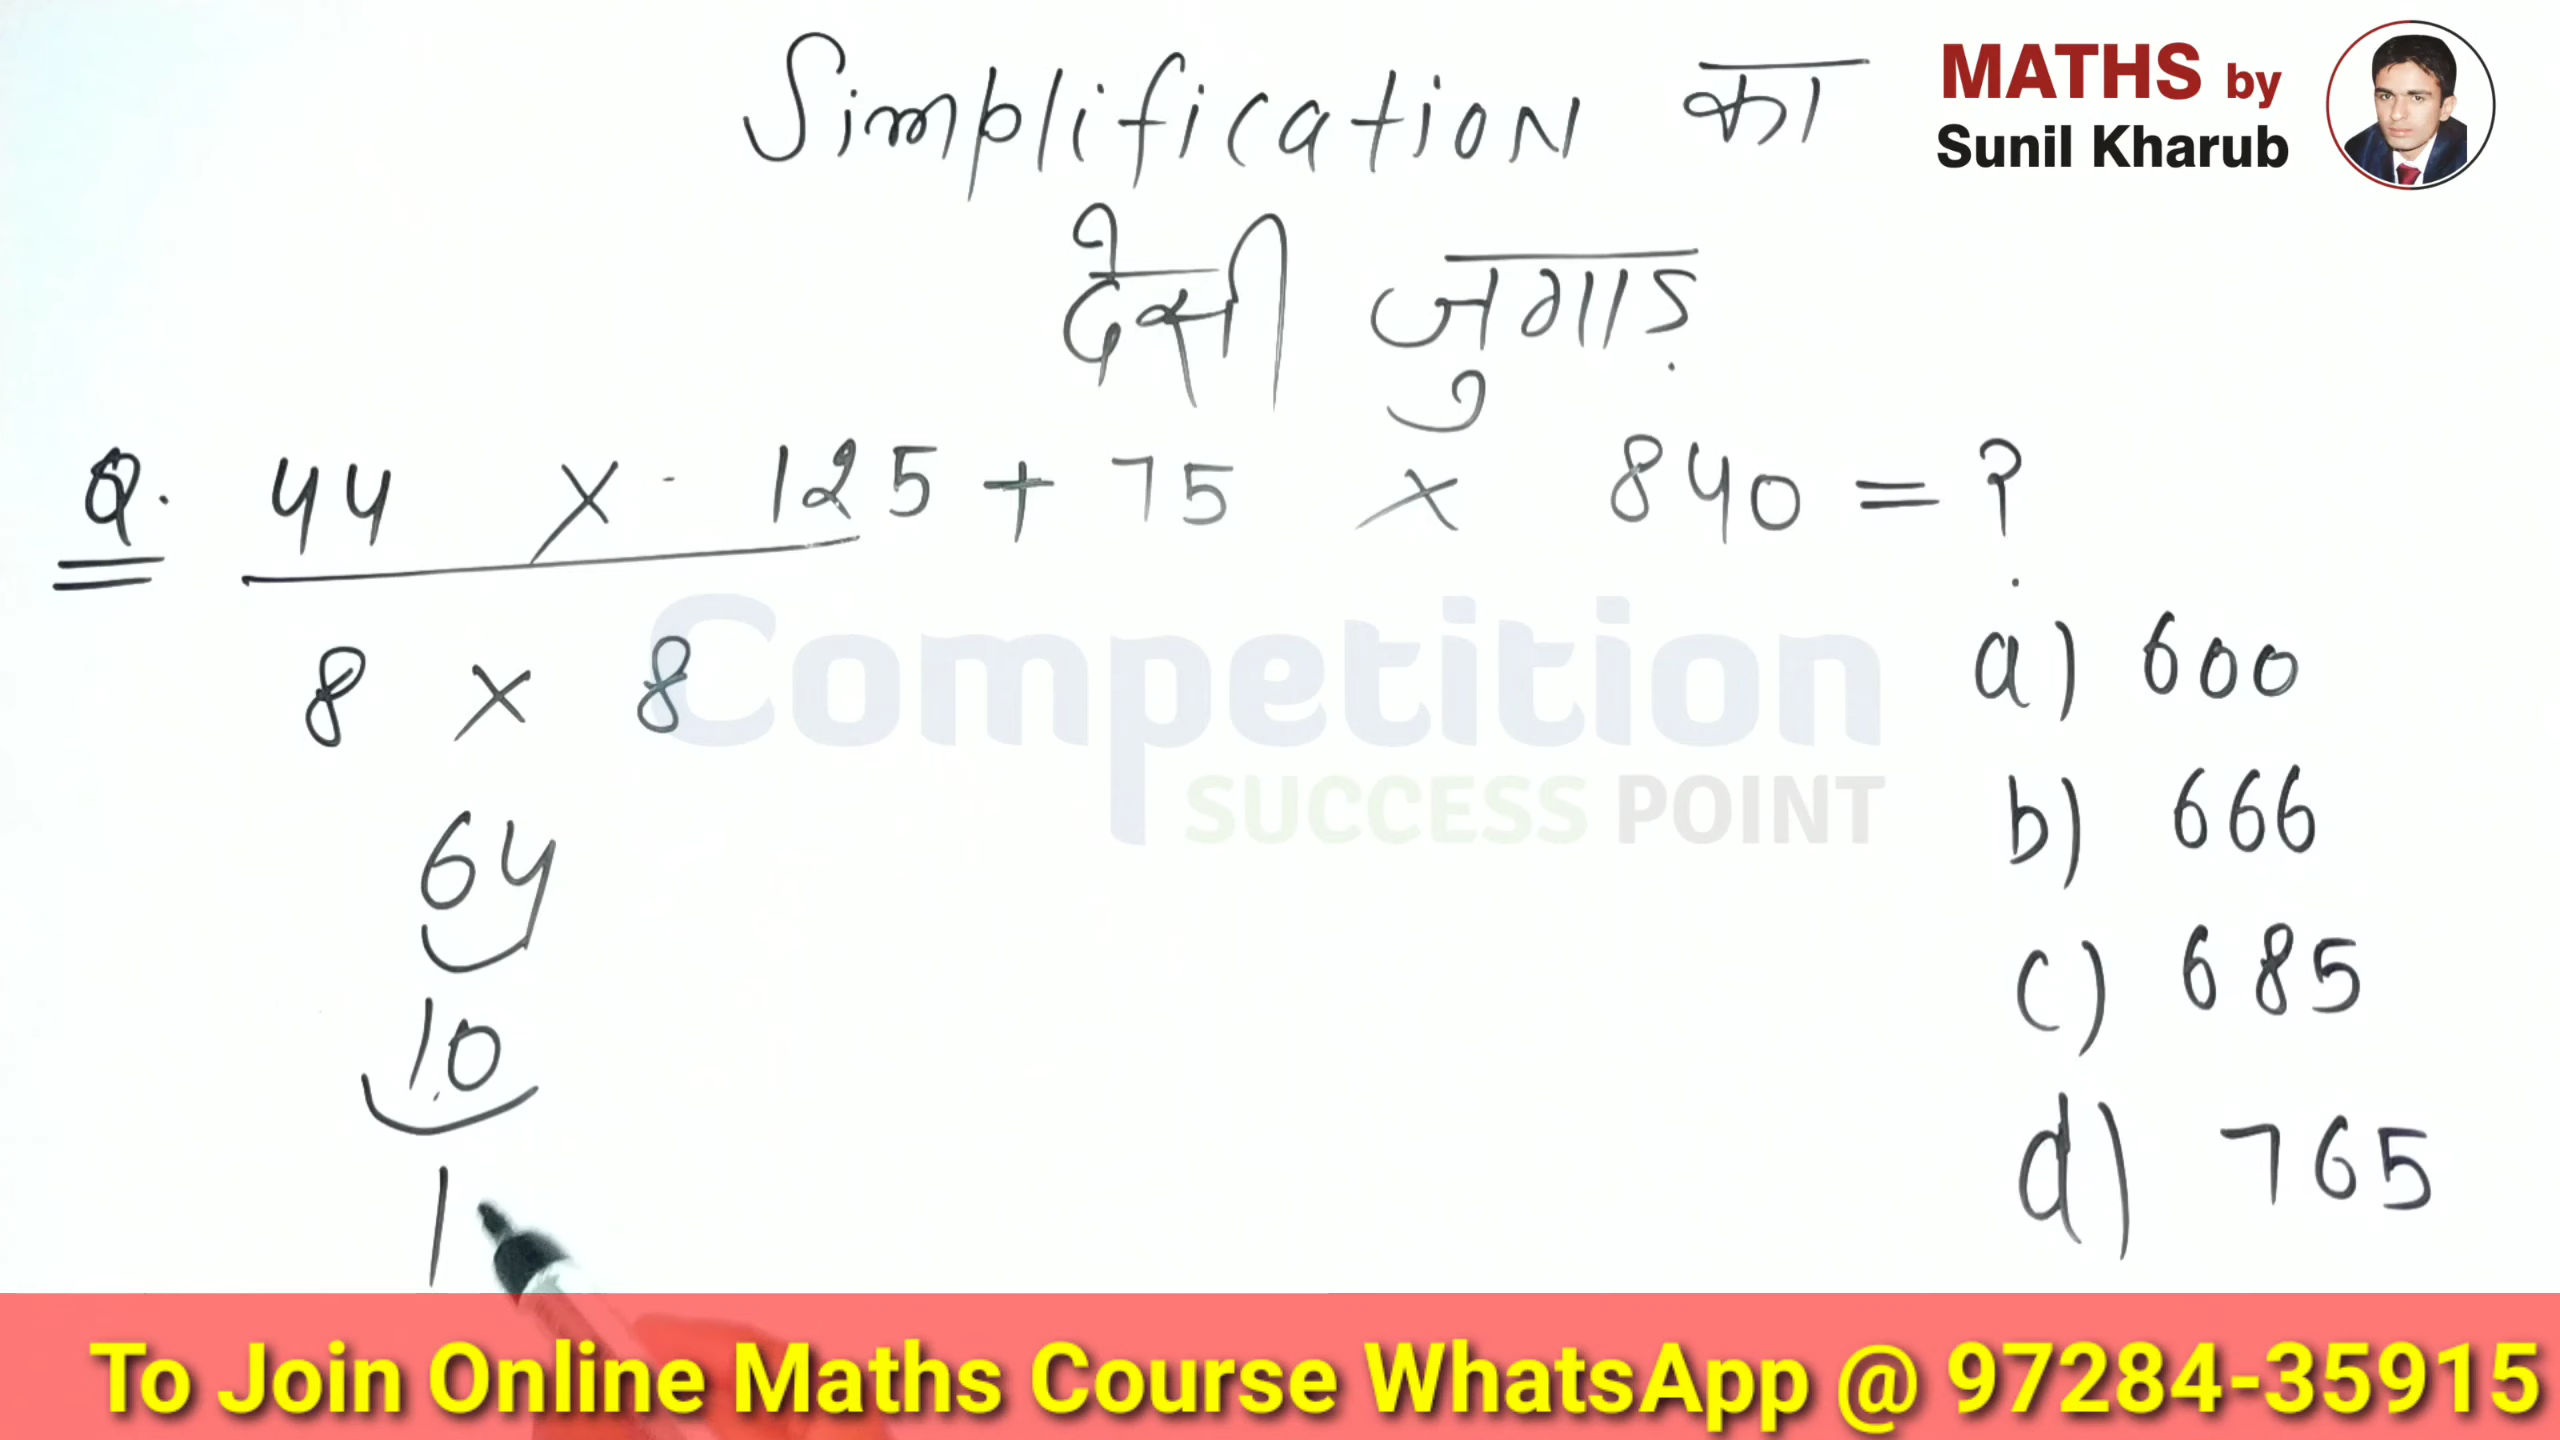 Simplification का
MATHS by
Sunil Kharub
देसी जुगाड़
Q. 44 × 125 + 75 × 840 = ?
8 × 8
Competition
SUCCESS POINT
64
10
1
a) 600
b) 666
c) 685
d) 765
To Join Online Maths Course WhatsApp @ 97284-35915